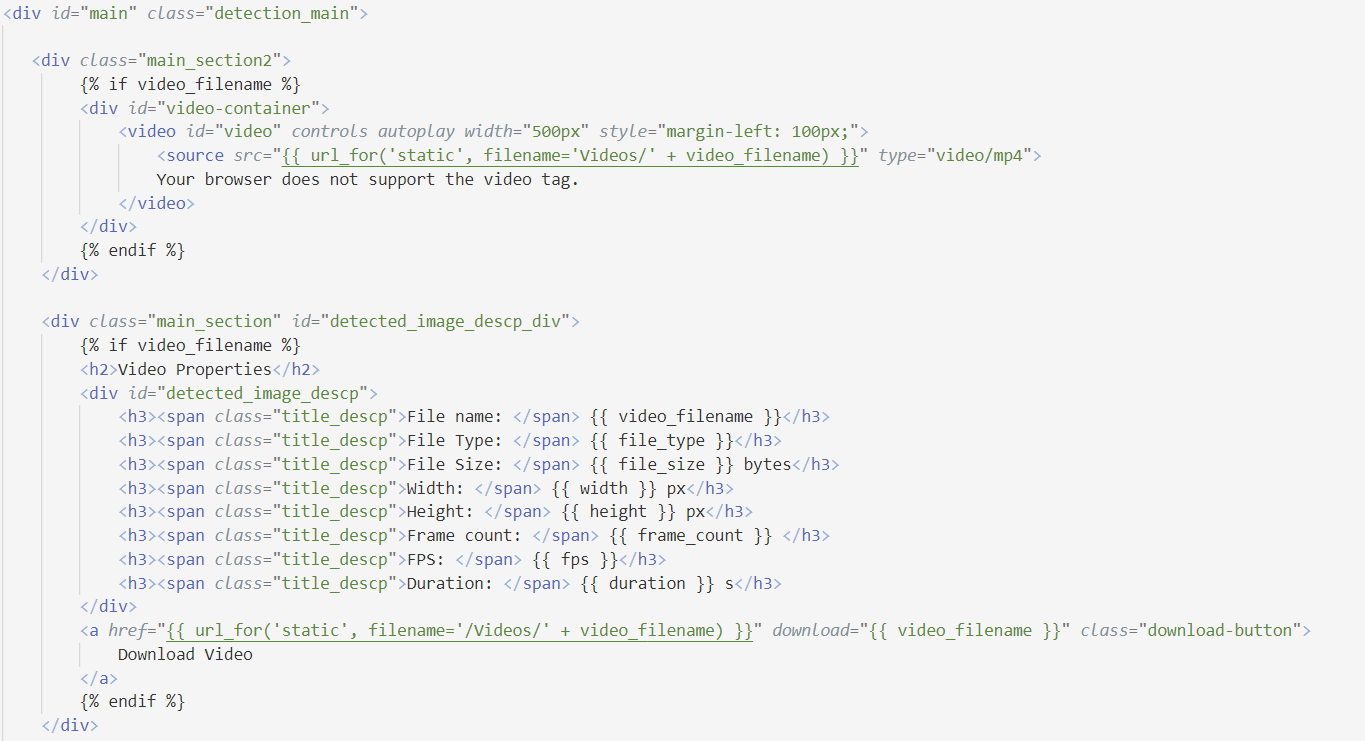 <div id="main" class="detection_main">
<div class="main_section2">
{% if video_filename %}
<div id="video-container">
<video id="video" controls autoplay width="500px" style="margin-left: 100px;">
<source src="{{ url_for('static', filename='Videos/' + video_filename) }}" type="video/mp4">
Your browser does not support the video tag.
</video>
</div>
{% endif %}
</div>
<div class="main_section" id="detected_image_descp_div">
{% if video_filename %}
<h2>Video Properties</h2>
<div id="detected_image_descp">
<h3><span class="title_descp">File name: </span> {{ video_filename }}</h3>
<h3><span class="title_descp">File Type: </span> {{ file_type }}</h3>
<h3><span class="title_descp">File Size: </span> {{ file_size }} bytes</h3>
<h3><span class="title_descp">Width: </span> {{ width }} px</h3>
<h3><span class="title_descp">Height: </span> {{ height }} px</h3>
<h3><span class="title_descp">Frame count: </span> {{ frame_count }} </h3>
<h3><span class="title_descp">FPS: </span> {{ fps }}</h3>
<h3><span class="title_descp">Duration: </span> {{ duration }} s</h3>
</div>
<a href="{{ url_for('static', filename='/Videos/' + video_filename) }}" download="{{ video_filename }}" class="download-button">
Download Video
</a>
{% endif %}
</div>